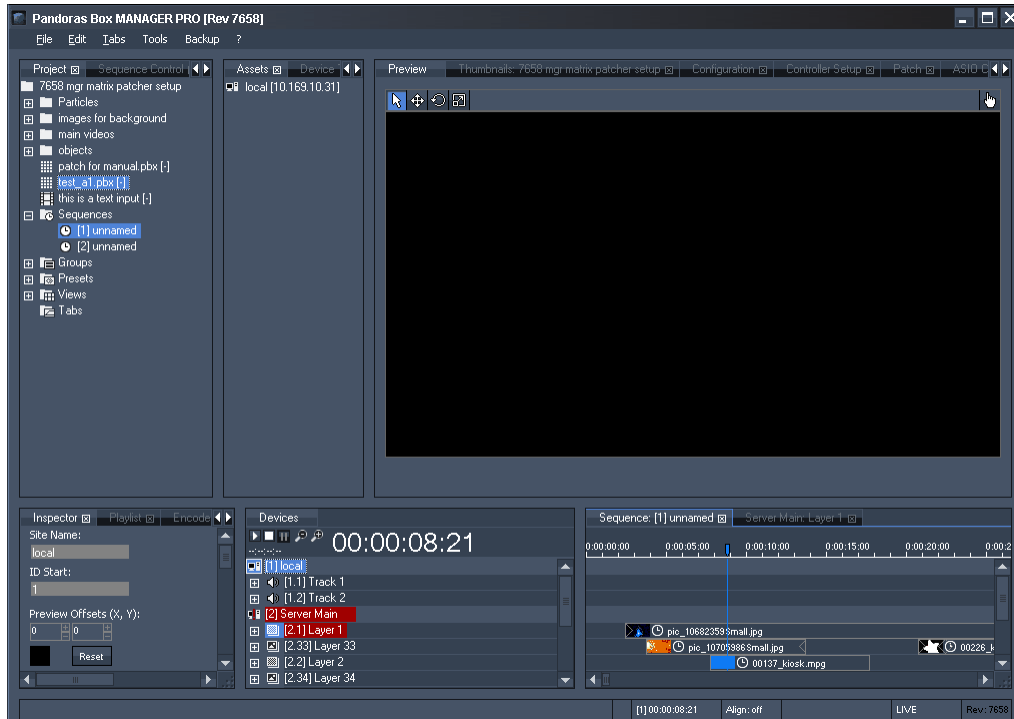 Pandoras Box MANAGER PRO [Rev 7658]
File Edit Tabs Tools Backup ?
Project Sequence Control
Assets Device
Preview Thumbnails: 7658 mgr matrix patcher setup Configuration Controller Setup Patch ASIO C
7658 mgr matrix patcher setup
Particles
images for background
main videos
objects
patch for manual.pbx [-]
test_a1.pbx [-]
this is a text input [-]
Sequences
[1] unnamed
[2] unnamed
Groups
Presets
Views
Tabs
local [10.169.10.31]
Inspector Playlist Encode
Site Name:
local
ID Start:
1
Preview Offsets (X, Y):
0 0
Reset
Devices
00:00:08:21
--:--:--:--
[1] local
[1.1] Track 1
[1.2] Track 2
[2] Server Main
[2.1] Layer 1
[2.33] Layer 33
[2.2] Layer 2
[2.34] Layer 34
Sequence: [1] unnamed Server Main: Layer 1
0:00:00:00 0:00:05:00 0:00:10:00 0:00:15:00 0:00:20:00 0:00:2
pic_10682359Small.jpg
pic_10705986Small.jpg 00226_k
00137_kiosk.mpg
[1] 00:00:08:21 Align: off LIVE Rev: 7658